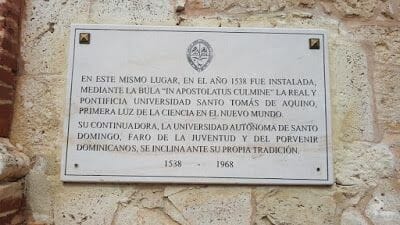 EN ESTE MISMO LUGAR, EN EL AÑO 1538 FUE INSTALADA,
MEDIANTE LA BULA "IN APOSTOLATUS CULMINE" LA REAL Y
PONTIFICIA UNIVERSIDAD SANTO TOMÁS DE AQUINO,
PRIMERA LUZ DE LA CIENCIA EN EL NUEVO MUNDO.
SU CONTINUADORA, LA UNIVERSIDAD AUTÓNOMA DE SANTO
DOMINGO, FARO DE LA JUVENTUD Y DEL PORVENIR
DOMINICANOS, SE INCLINA ANTE SU PROPIA TRADICIÓN.
1538 - 1968